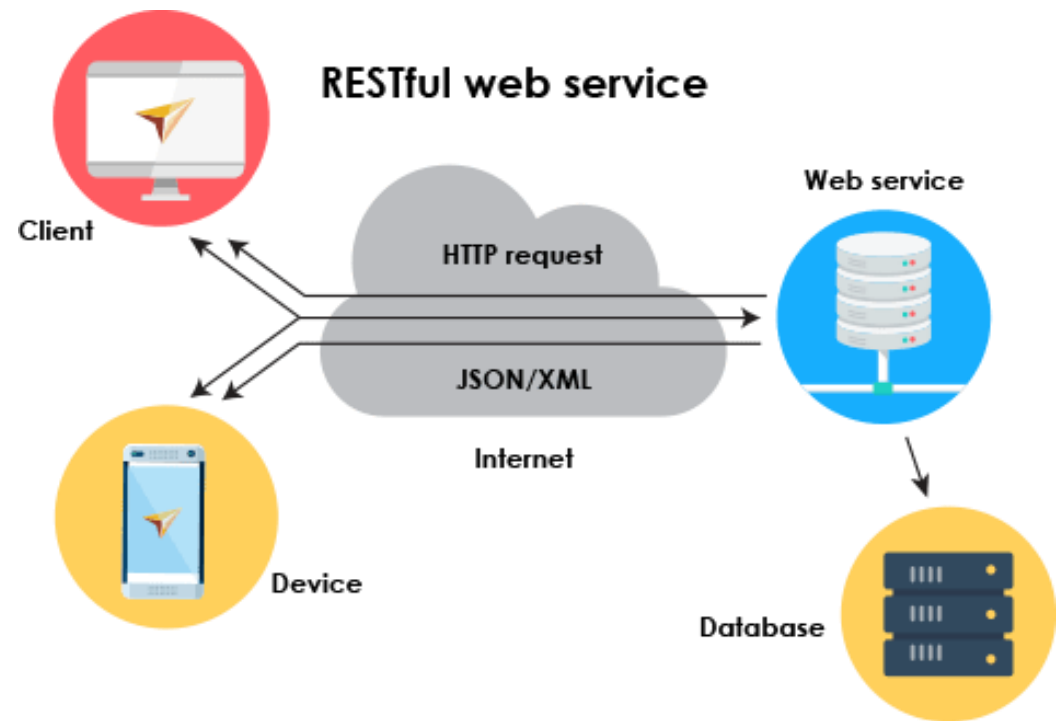 RESTful web service
Web service
Client
HTTP request
JSON/XML
Internet
Device
Database